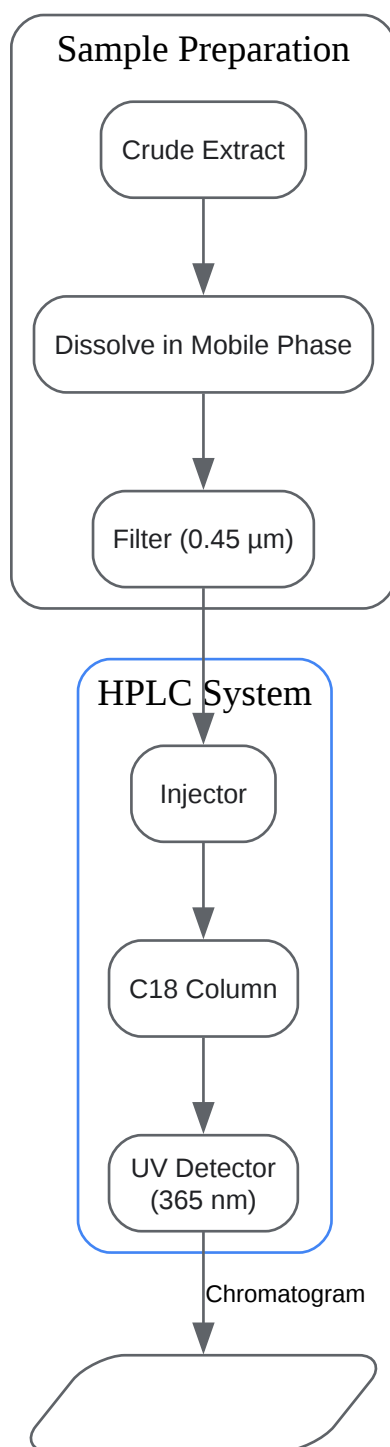 Sample Preparation
Crude Extract
Dissolve in Mobile Phase
Filter (0.45 µm)
HPLC System
Injector
C18 Column
UV Detector
(365 nm)
Chromatogram